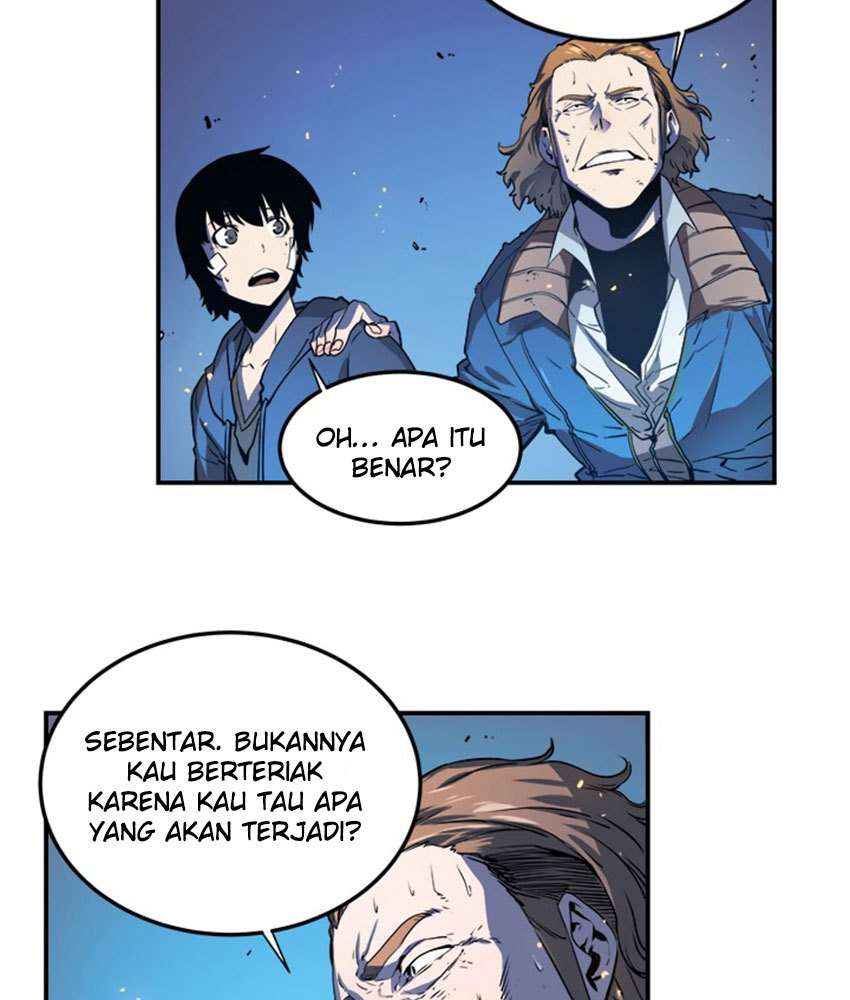 OH... APA ITU
BENAR?
SEBENTAR. BUKANNYA
KAU BERTERIAK
KARENA KAU TAU APA
YANG AKAN TERJADI?